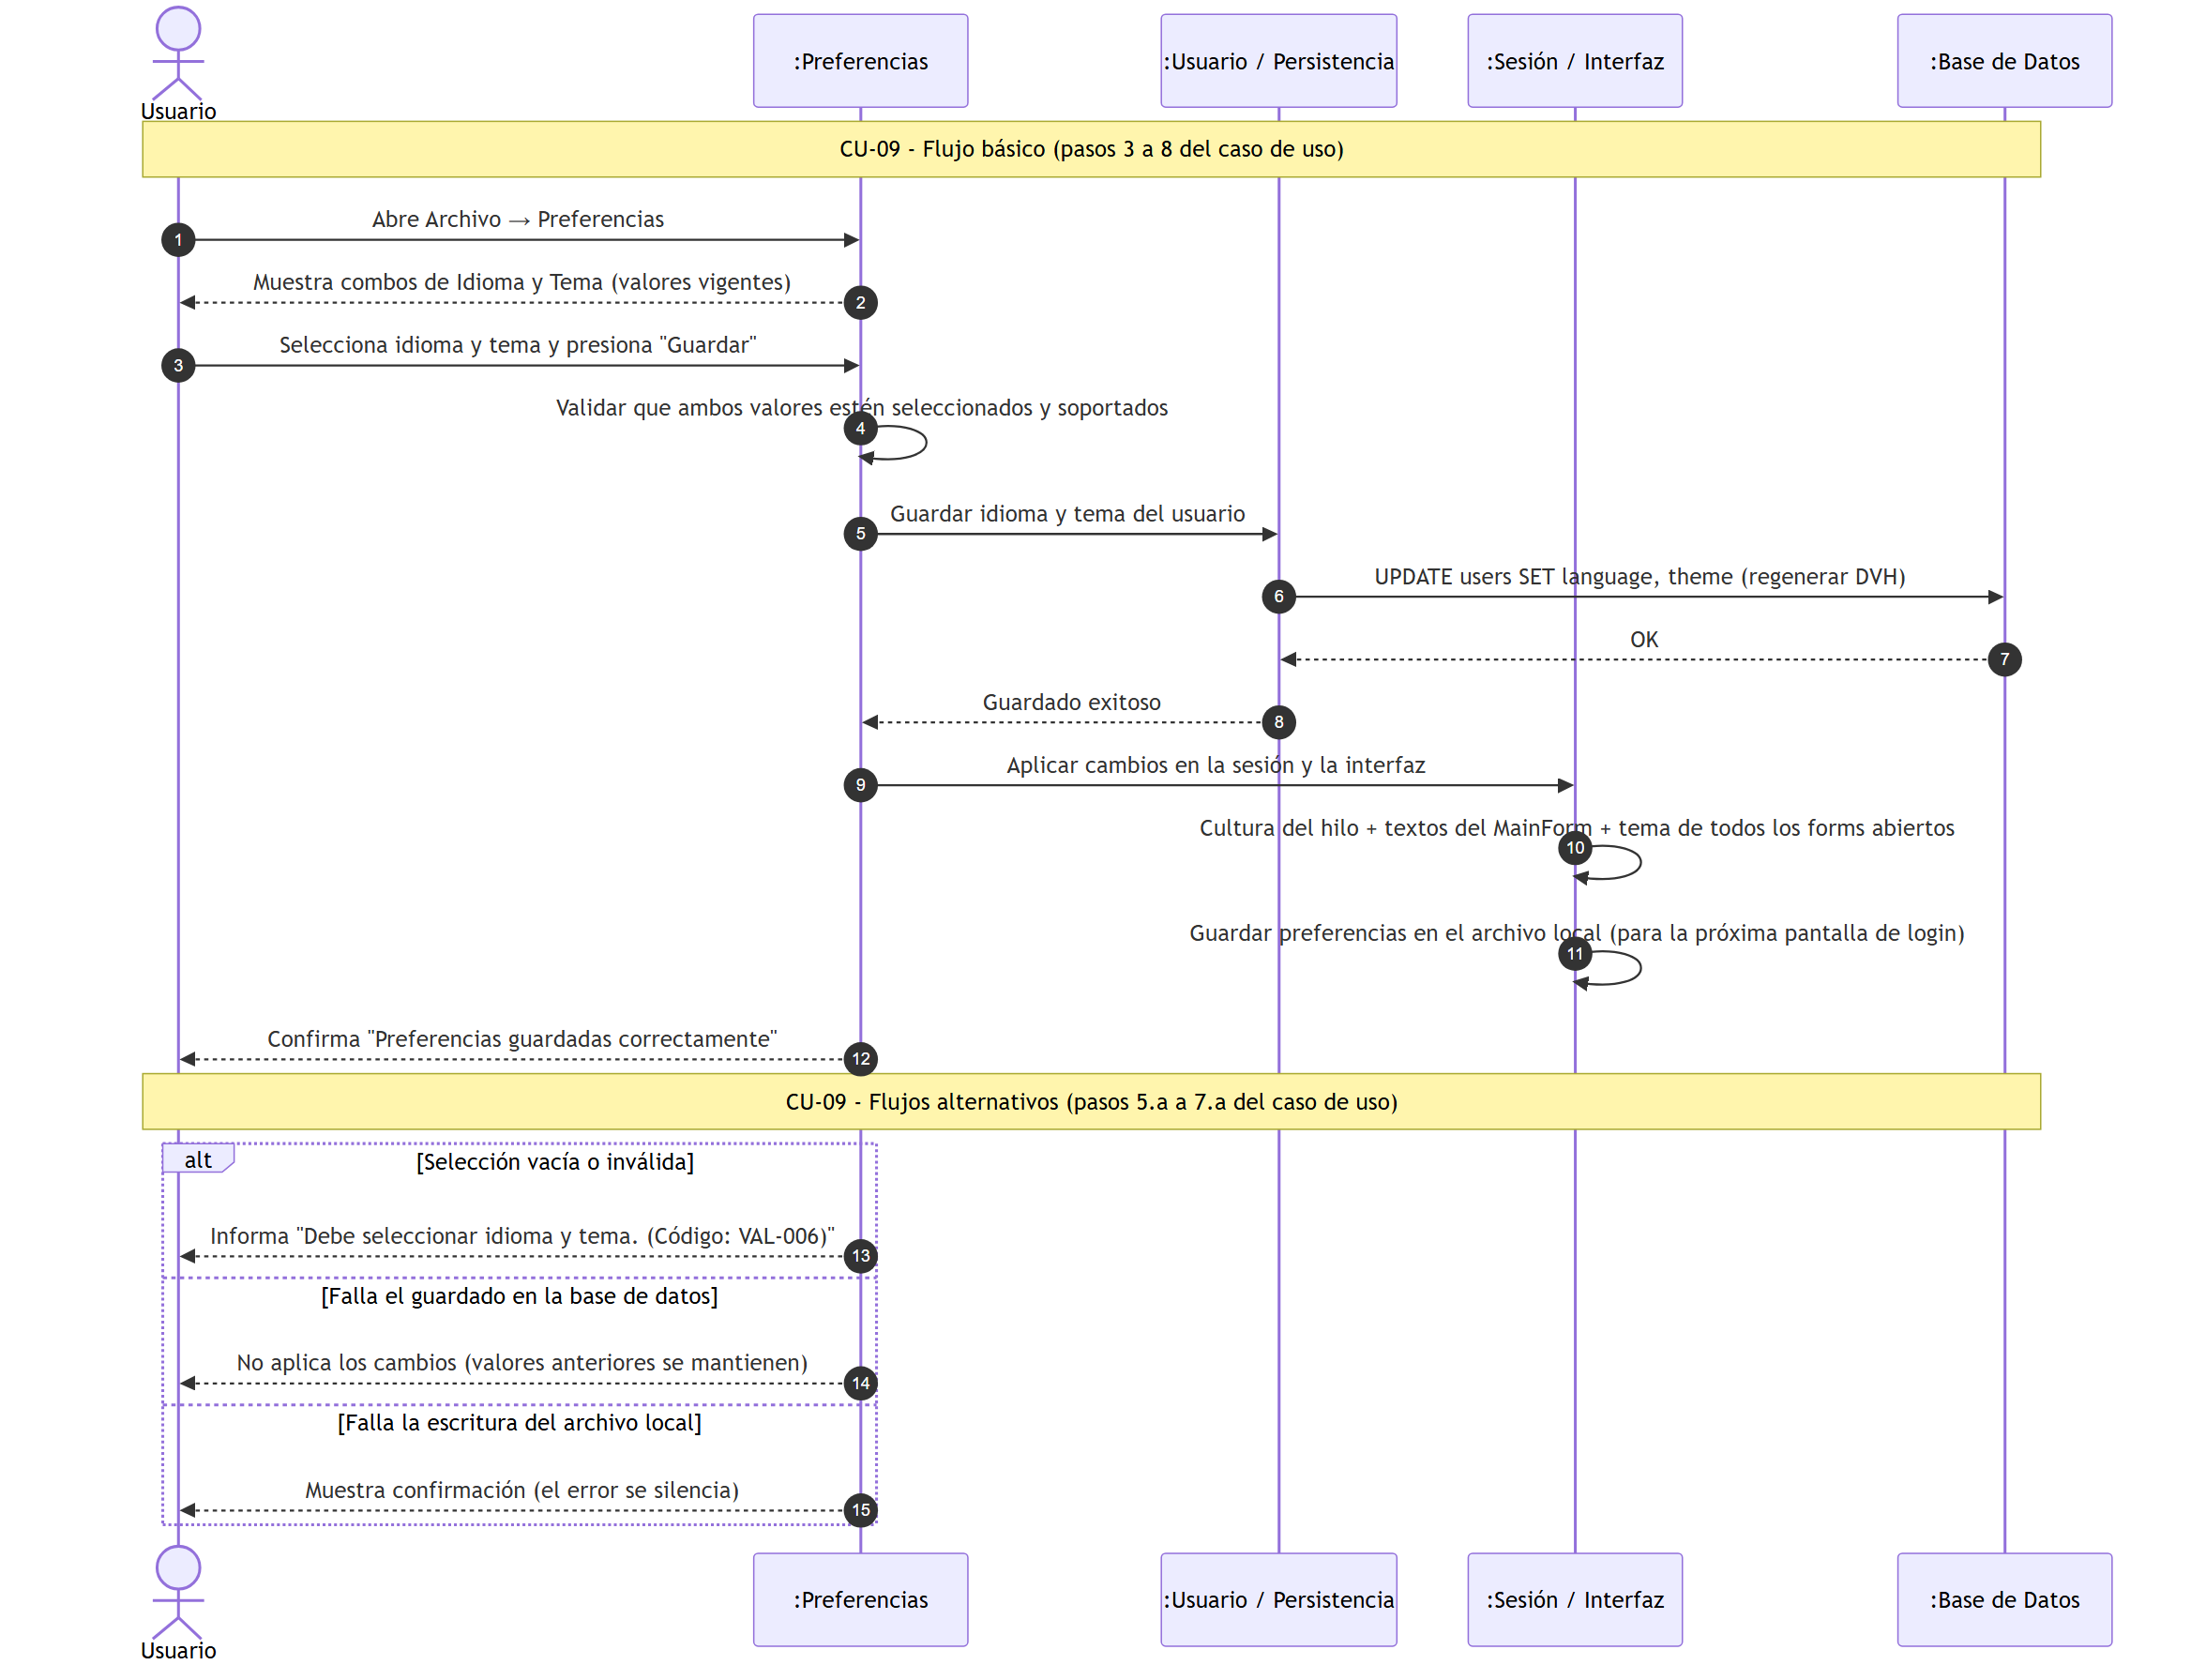 Usuario
:Preferencias
:Usuario / Persistencia
:Sesión / Interfaz
:Base de Datos
CU-09 - Flujo básico (pasos 3 a 8 del caso de uso)
Abre Archivo → Preferencias
1
Muestra combos de Idioma y Tema (valores vigentes)
2
Selecciona idioma y tema y presiona "Guardar"
3
Validar que ambos valores estén seleccionados y soportados
4
Guardar idioma y tema del usuario
5
UPDATE users SET language, theme (regenerar DVH)
6
OK
7
Guardado exitoso
8
Aplicar cambios en la sesión y la interfaz
9
Cultura del hilo + textos del MainForm + tema de todos los forms abiertos
10
Guardar preferencias en el archivo local (para la próxima pantalla de login)
11
Confirma "Preferencias guardadas correctamente"
12
CU-09 - Flujos alternativos (pasos 5.a a 7.a del caso de uso)
alt
[Selección vacía o inválida]
Informa "Debe seleccionar idioma y tema. (Código: VAL-006)"
13
[Falla el guardado en la base de datos]
No aplica los cambios (valores anteriores se mantienen)
14
[Falla la escritura del archivo local]
Muestra confirmación (el error se silencia)
15
Usuario
:Preferencias
:Usuario / Persistencia
:Sesión / Interfaz
:Base de Datos